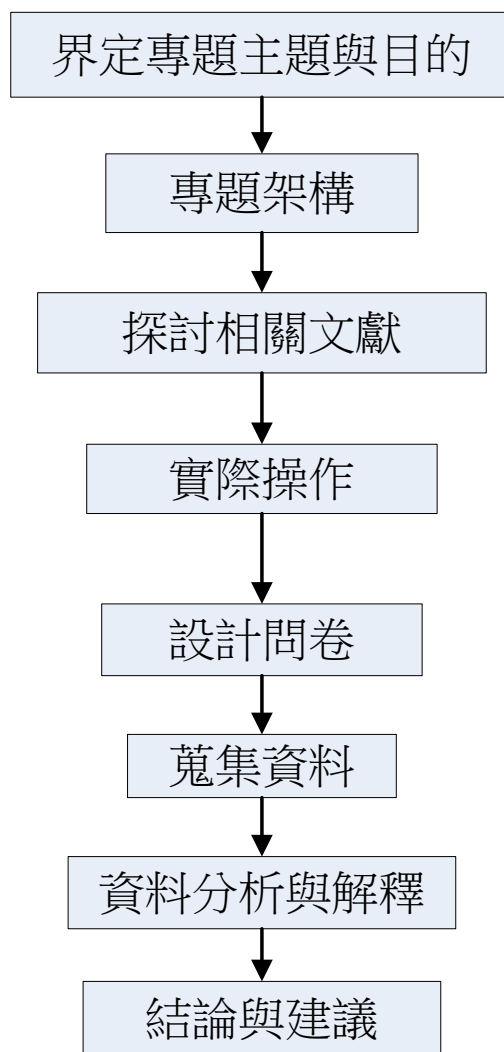 界定專題主題與目的
專題架構
探討相關文獻
實際操作
設計問卷
蒐集資料
資料分析與解釋
結論與建議